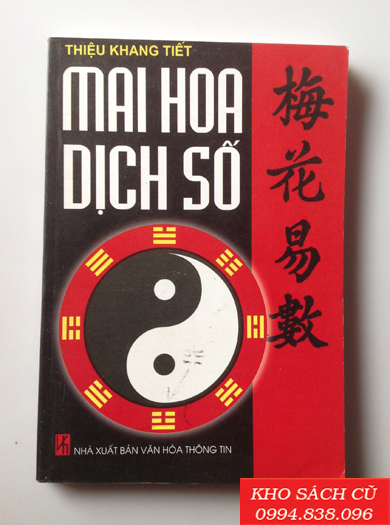 THIỆU KHANG TIẾT
MAI HOA
DỊCH SỐ
梅花易數
NHÀ XUẤT BẢN VĂN HÓA THÔNG TIN
KHO SÁCH CŨ
0994.838.096